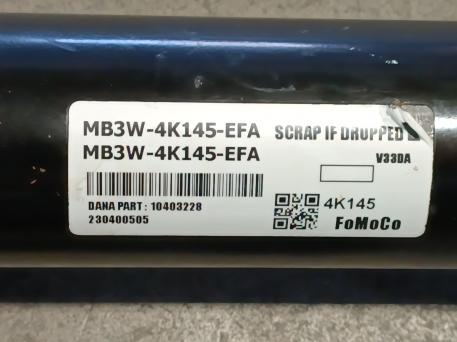 MB3W-4K145-EFA SCRAP IF DROPPED
MB3W-4K145-EFA
V33DA
DANA PART: 10403228
4K145
230400505
FoMoCo